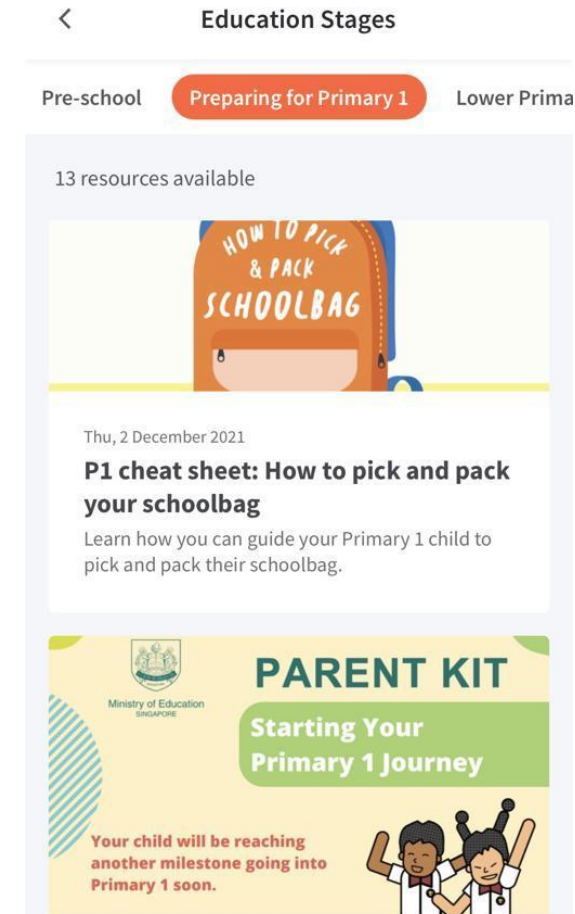 Education Stages
Pre-school
Preparing for Primary 1
Lower Prima
13 resources available
HOW TO PICK
& PACK
SCHOOLBAG
Thu, 2 December 2021
P1 cheat sheet: How to pick and pack
your schoolbag
Learn how you can guide your Primary 1 child to
pick and pack their schoolbag.
Ministry of Education
SINGAPORE
PARENT KIT
Starting Your
Primary 1 Journey
Your child will be reaching
another milestone going into
Primary 1 soon.